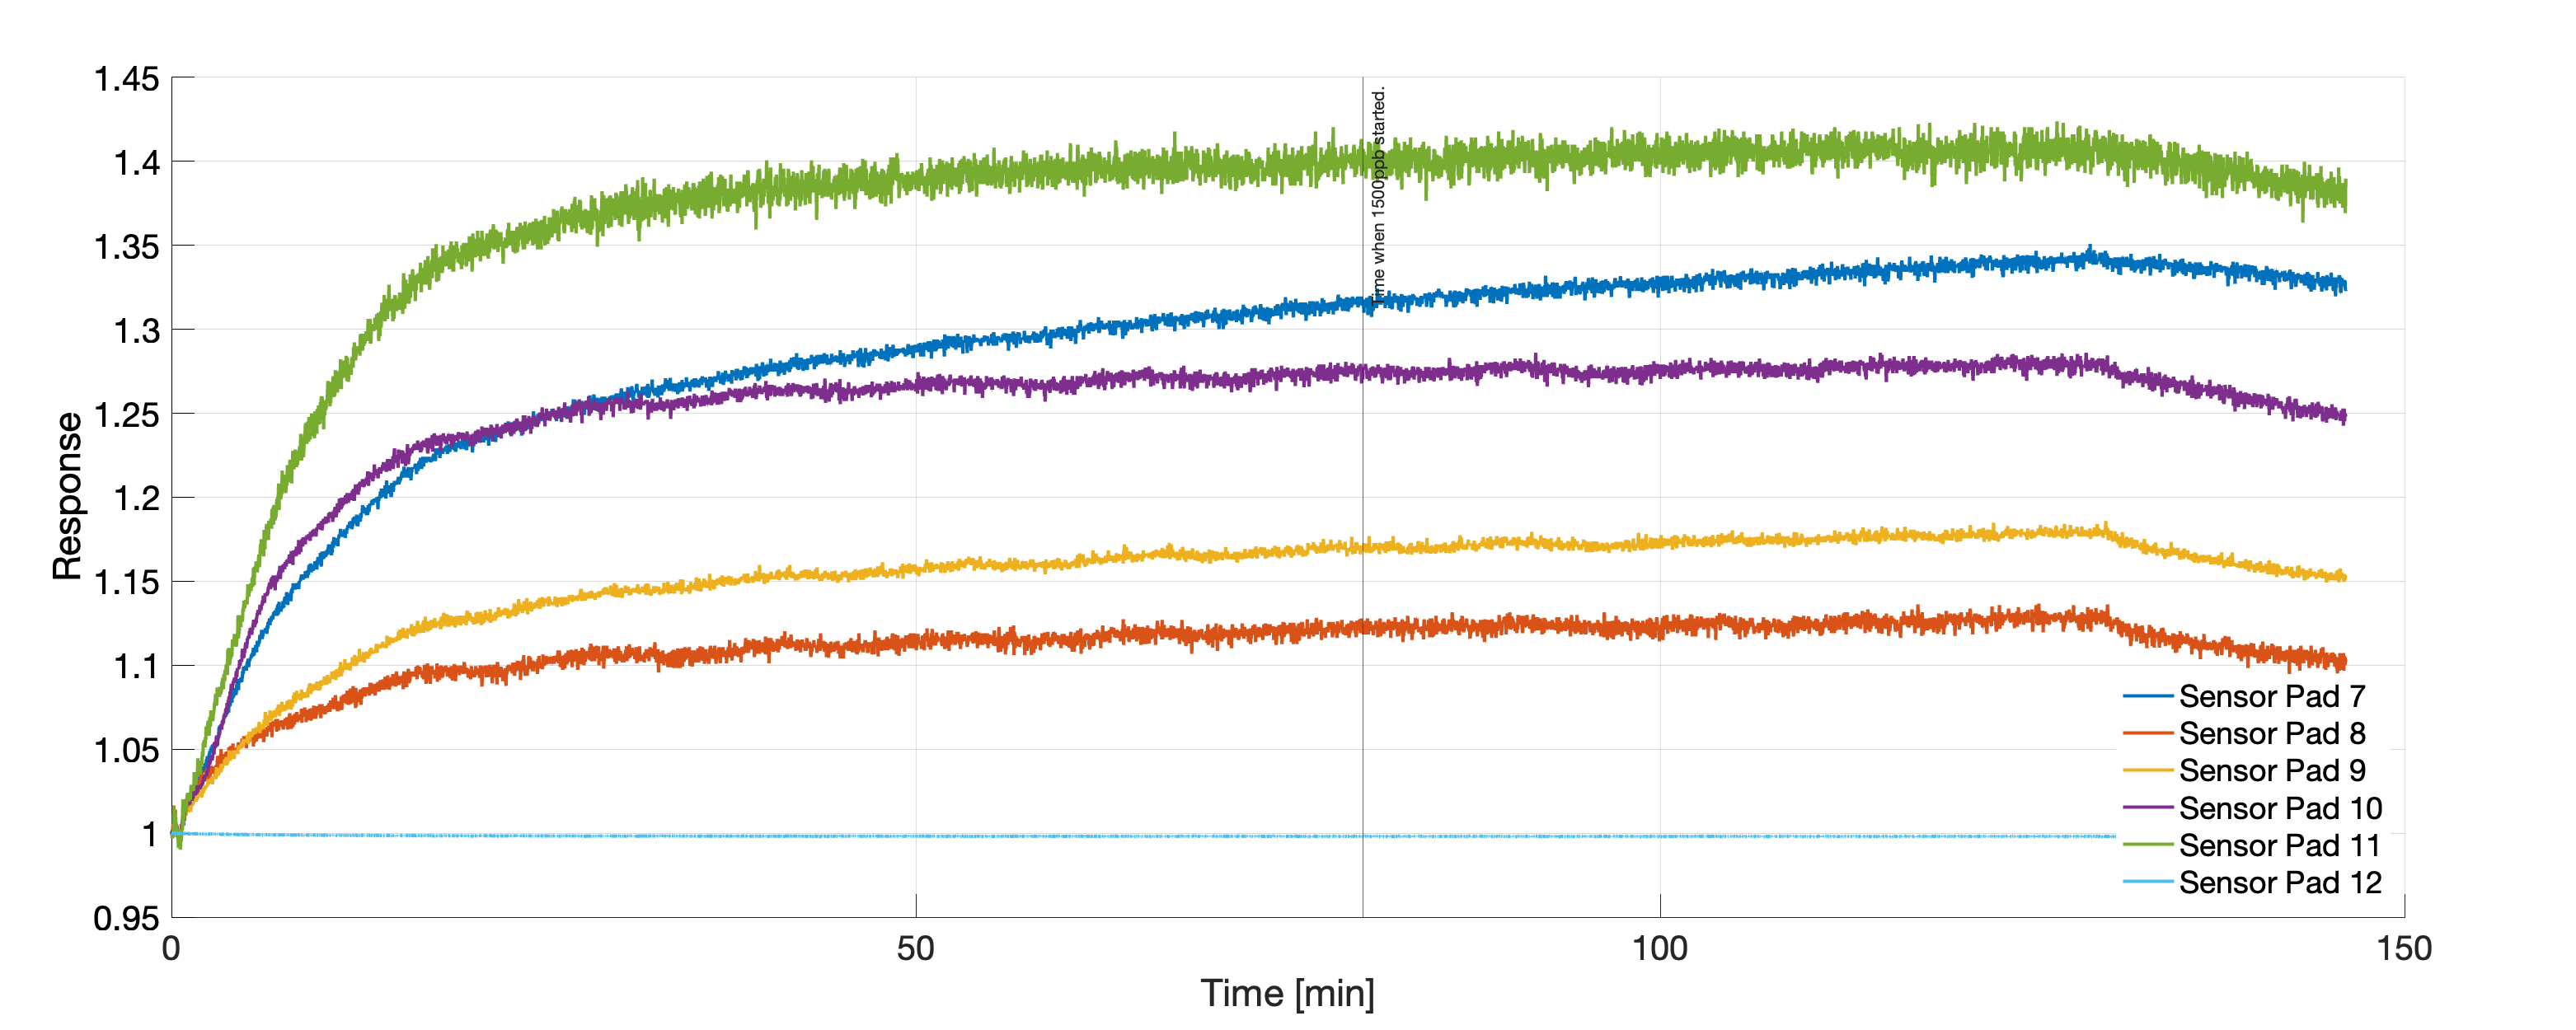 1.45
1.4
1.35
1.3
1.25
1.2
1.15
1.1
1.05
1
0.95
Response
Time when 1500ppb started.
Sensor Pad 7
Sensor Pad 8
Sensor Pad 9
Sensor Pad 10
Sensor Pad 11
Sensor Pad 12
0
50
100
150
Time [min]